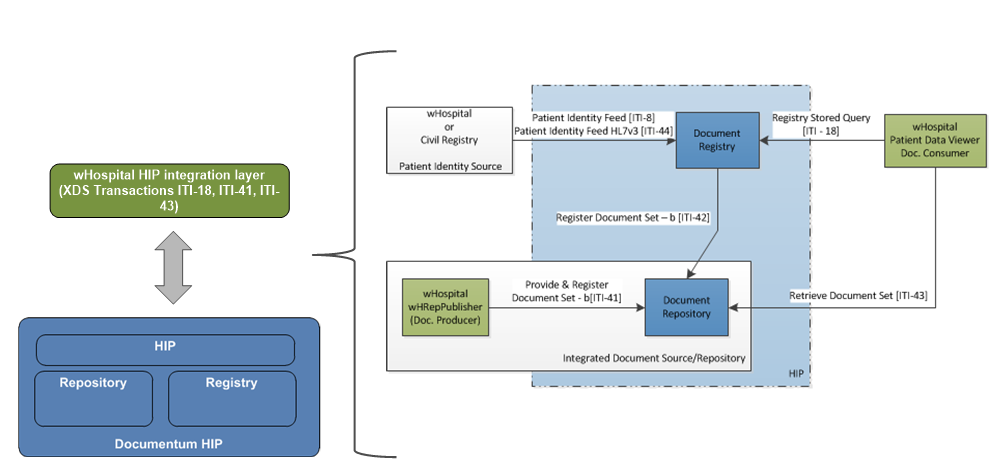 wHospital HIP integration layer
(XDS Transactions ITI-18, ITI-41, ITI-
43)
HIP
Repository
Registry
Documentum HIP
wHospital
or
Civil Registry
Patient Identity Source
Patient Identity Feed [ITI-8]
Patient Identity Feed HL7v3 [ITI-44]
Document
Registry
Registry Stored Query
[ITI - 18]
wHospital
Patient Data Viewer
Doc. Consumer
Register Document Set – b [ITI-42]
wHospital
wHRepPublisher
(Doc. Producer)
Provide & Register
Document Set - b[ITI-41]
Document
Repository
Retrieve Document Set [ITI-43]
Integrated Document Source/Repository
HIP